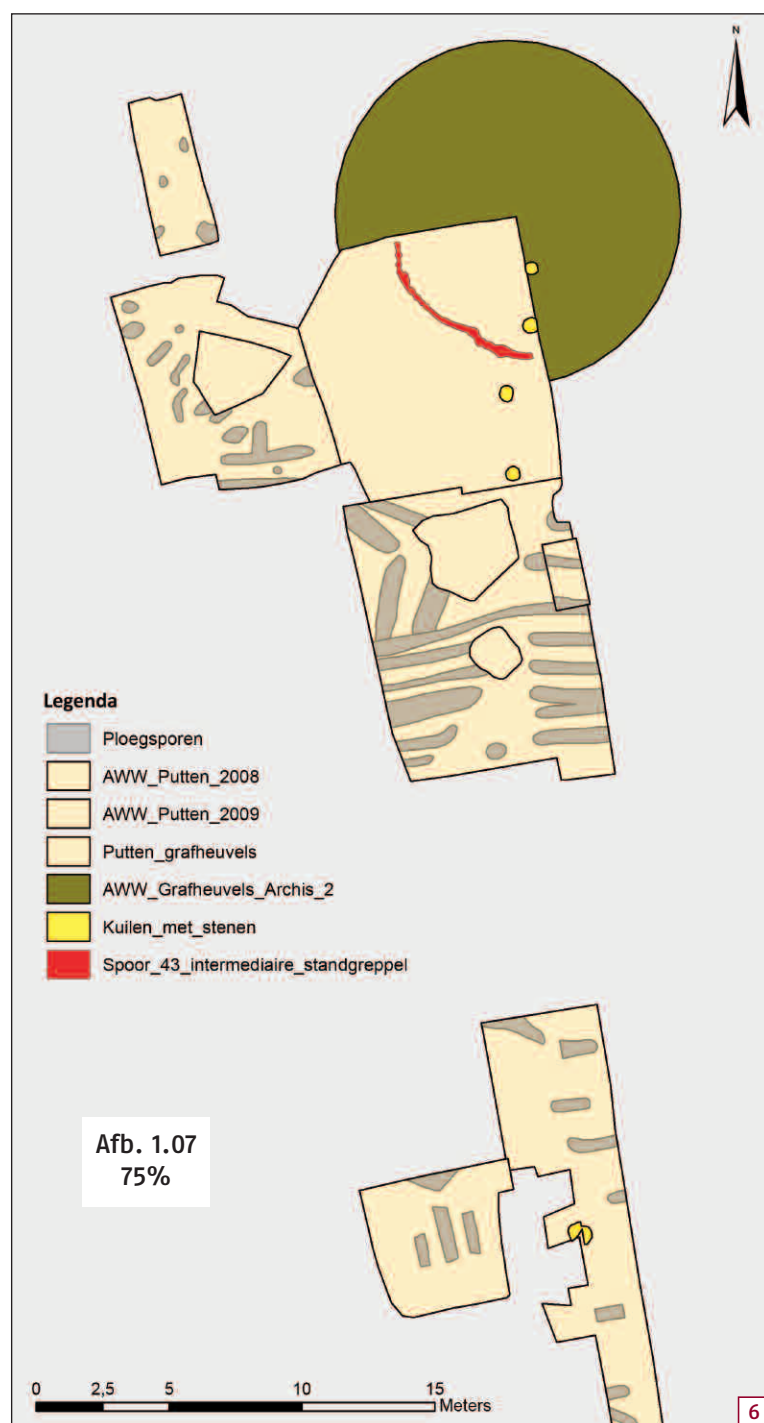 N
Legenda
Ploegsporen
AWW_Putten_2008
AWW_Putten_2009
Putten_grafheuvels
AWW_Grafheuvels_Archis_2
Kuilen_met_stenen
Spoor_43_intermediaire_standgreppel
Afb. 1.07
75%
0 2,5 5 10 15
Meters
6